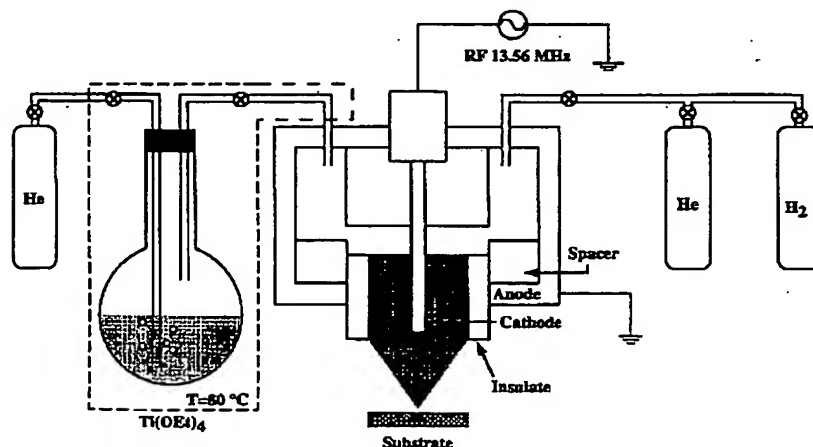 RF 13.56 MHz
He
He
H2
Spacer
Anode
Cathode
Insulate
T=80 °C
Ti(OEt)4
Substrate